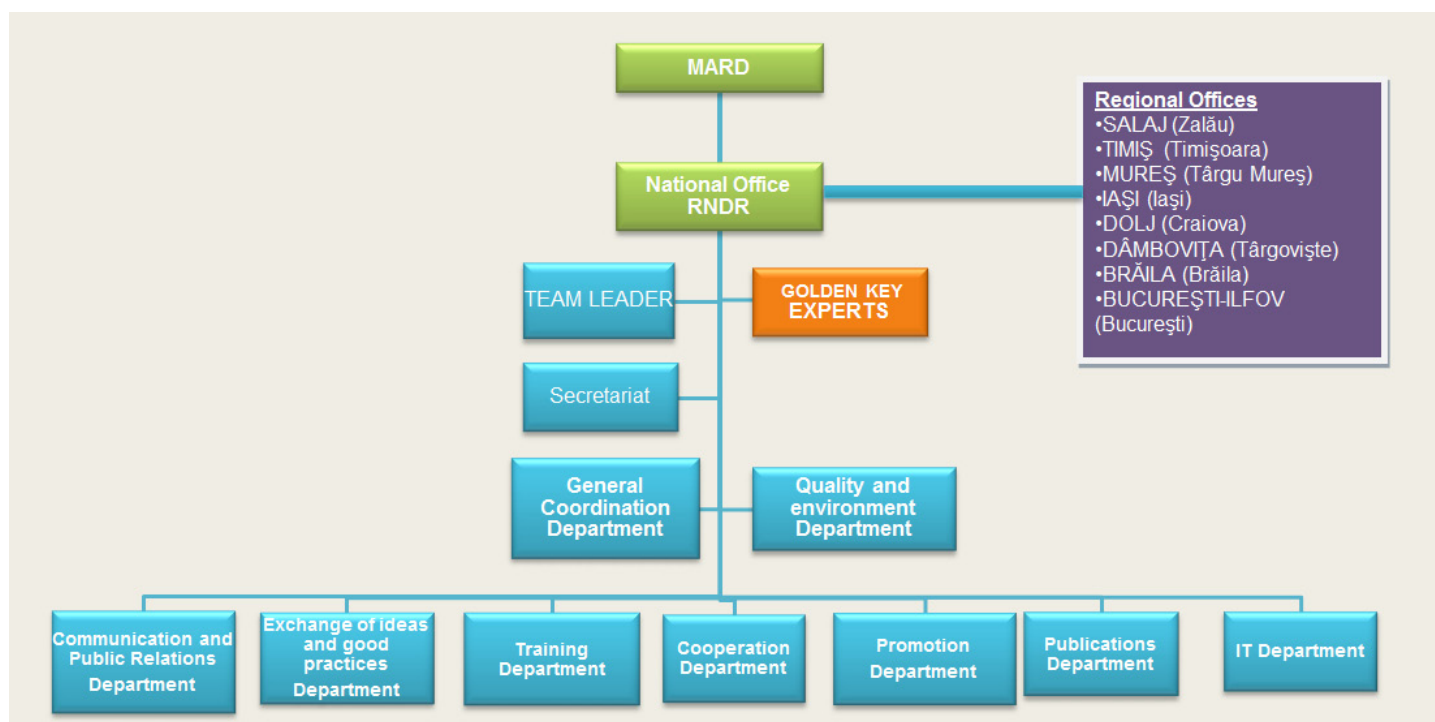 MARD
National Office
RNDR
Regional Offices
•SALAJ (Zalău)
•TIMIŞ (Timişoara)
•MUREŞ (Târgu Mureş)
•IAŞI (Iaşi)
•DOLJ (Craiova)
•DÂMBOVIŢA (Târgovişte)
•BRĂILA (Brăila)
•BUCUREŞTI-ILFOV
(Bucureşti)
TEAM LEADER
GOLDEN KEY
EXPERTS
Secretariat
General
Coordination
Department
Quality and
environment
Department
Communication and
Public Relations
Department
Exchange of ideas
and good
practices
Department
Training
Department
Cooperation
Department
Promotion
Department
Publications
Department
IT Department